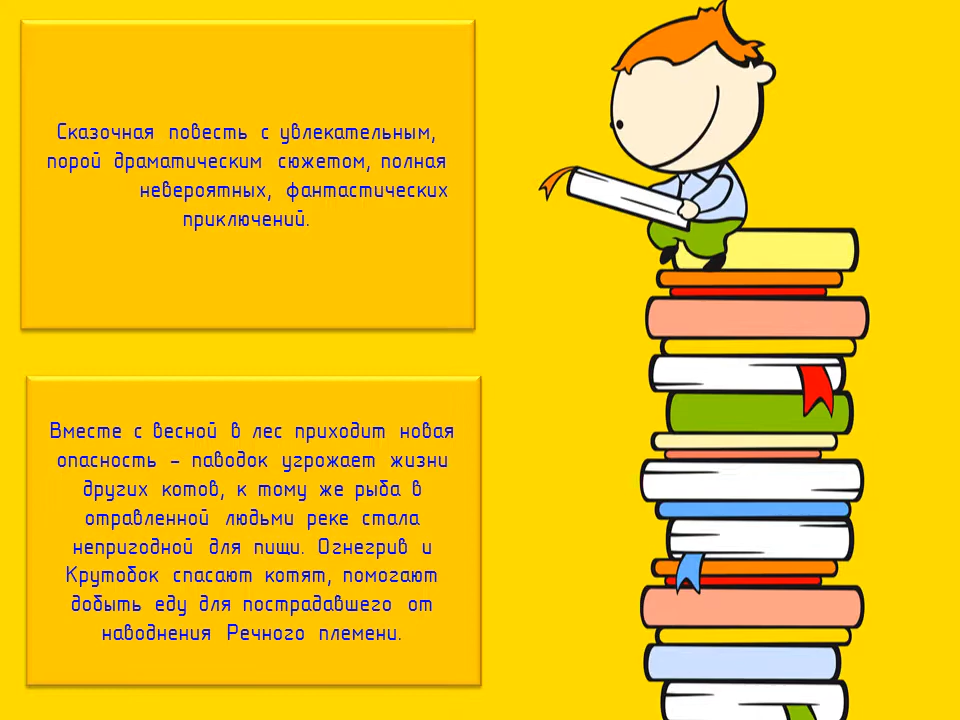 Сказочная повесть с увлекательным,
порой драматическим сюжетом, полная
невероятных, фантастических
приключений.
Вместе с весной в лес приходит новая
опасность – паводок угрожает жизни
других котов, к тому же рыба в
отравленной людьми реке стала
непригодной для пищи. Огнегрив и
Крутобок спасают котят, помогают
добыть еду для пострадавшего от
наводнения Речного племени.